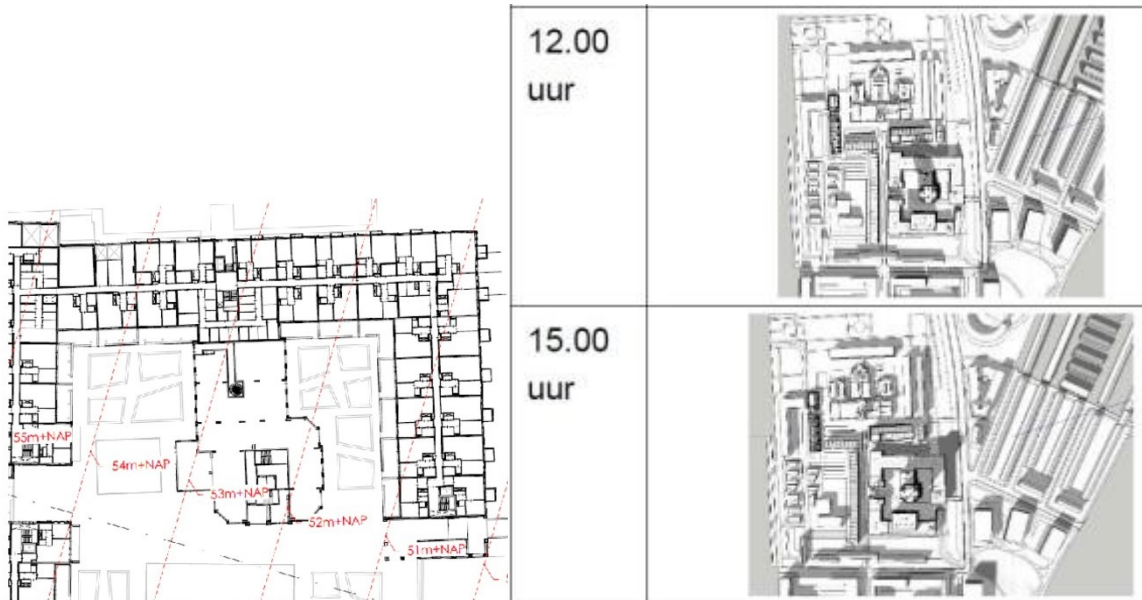 12.00
uur
15.00
uur
55m+NAP
54m+NAP
53m+NAP
52m+NAP
51m+NAP